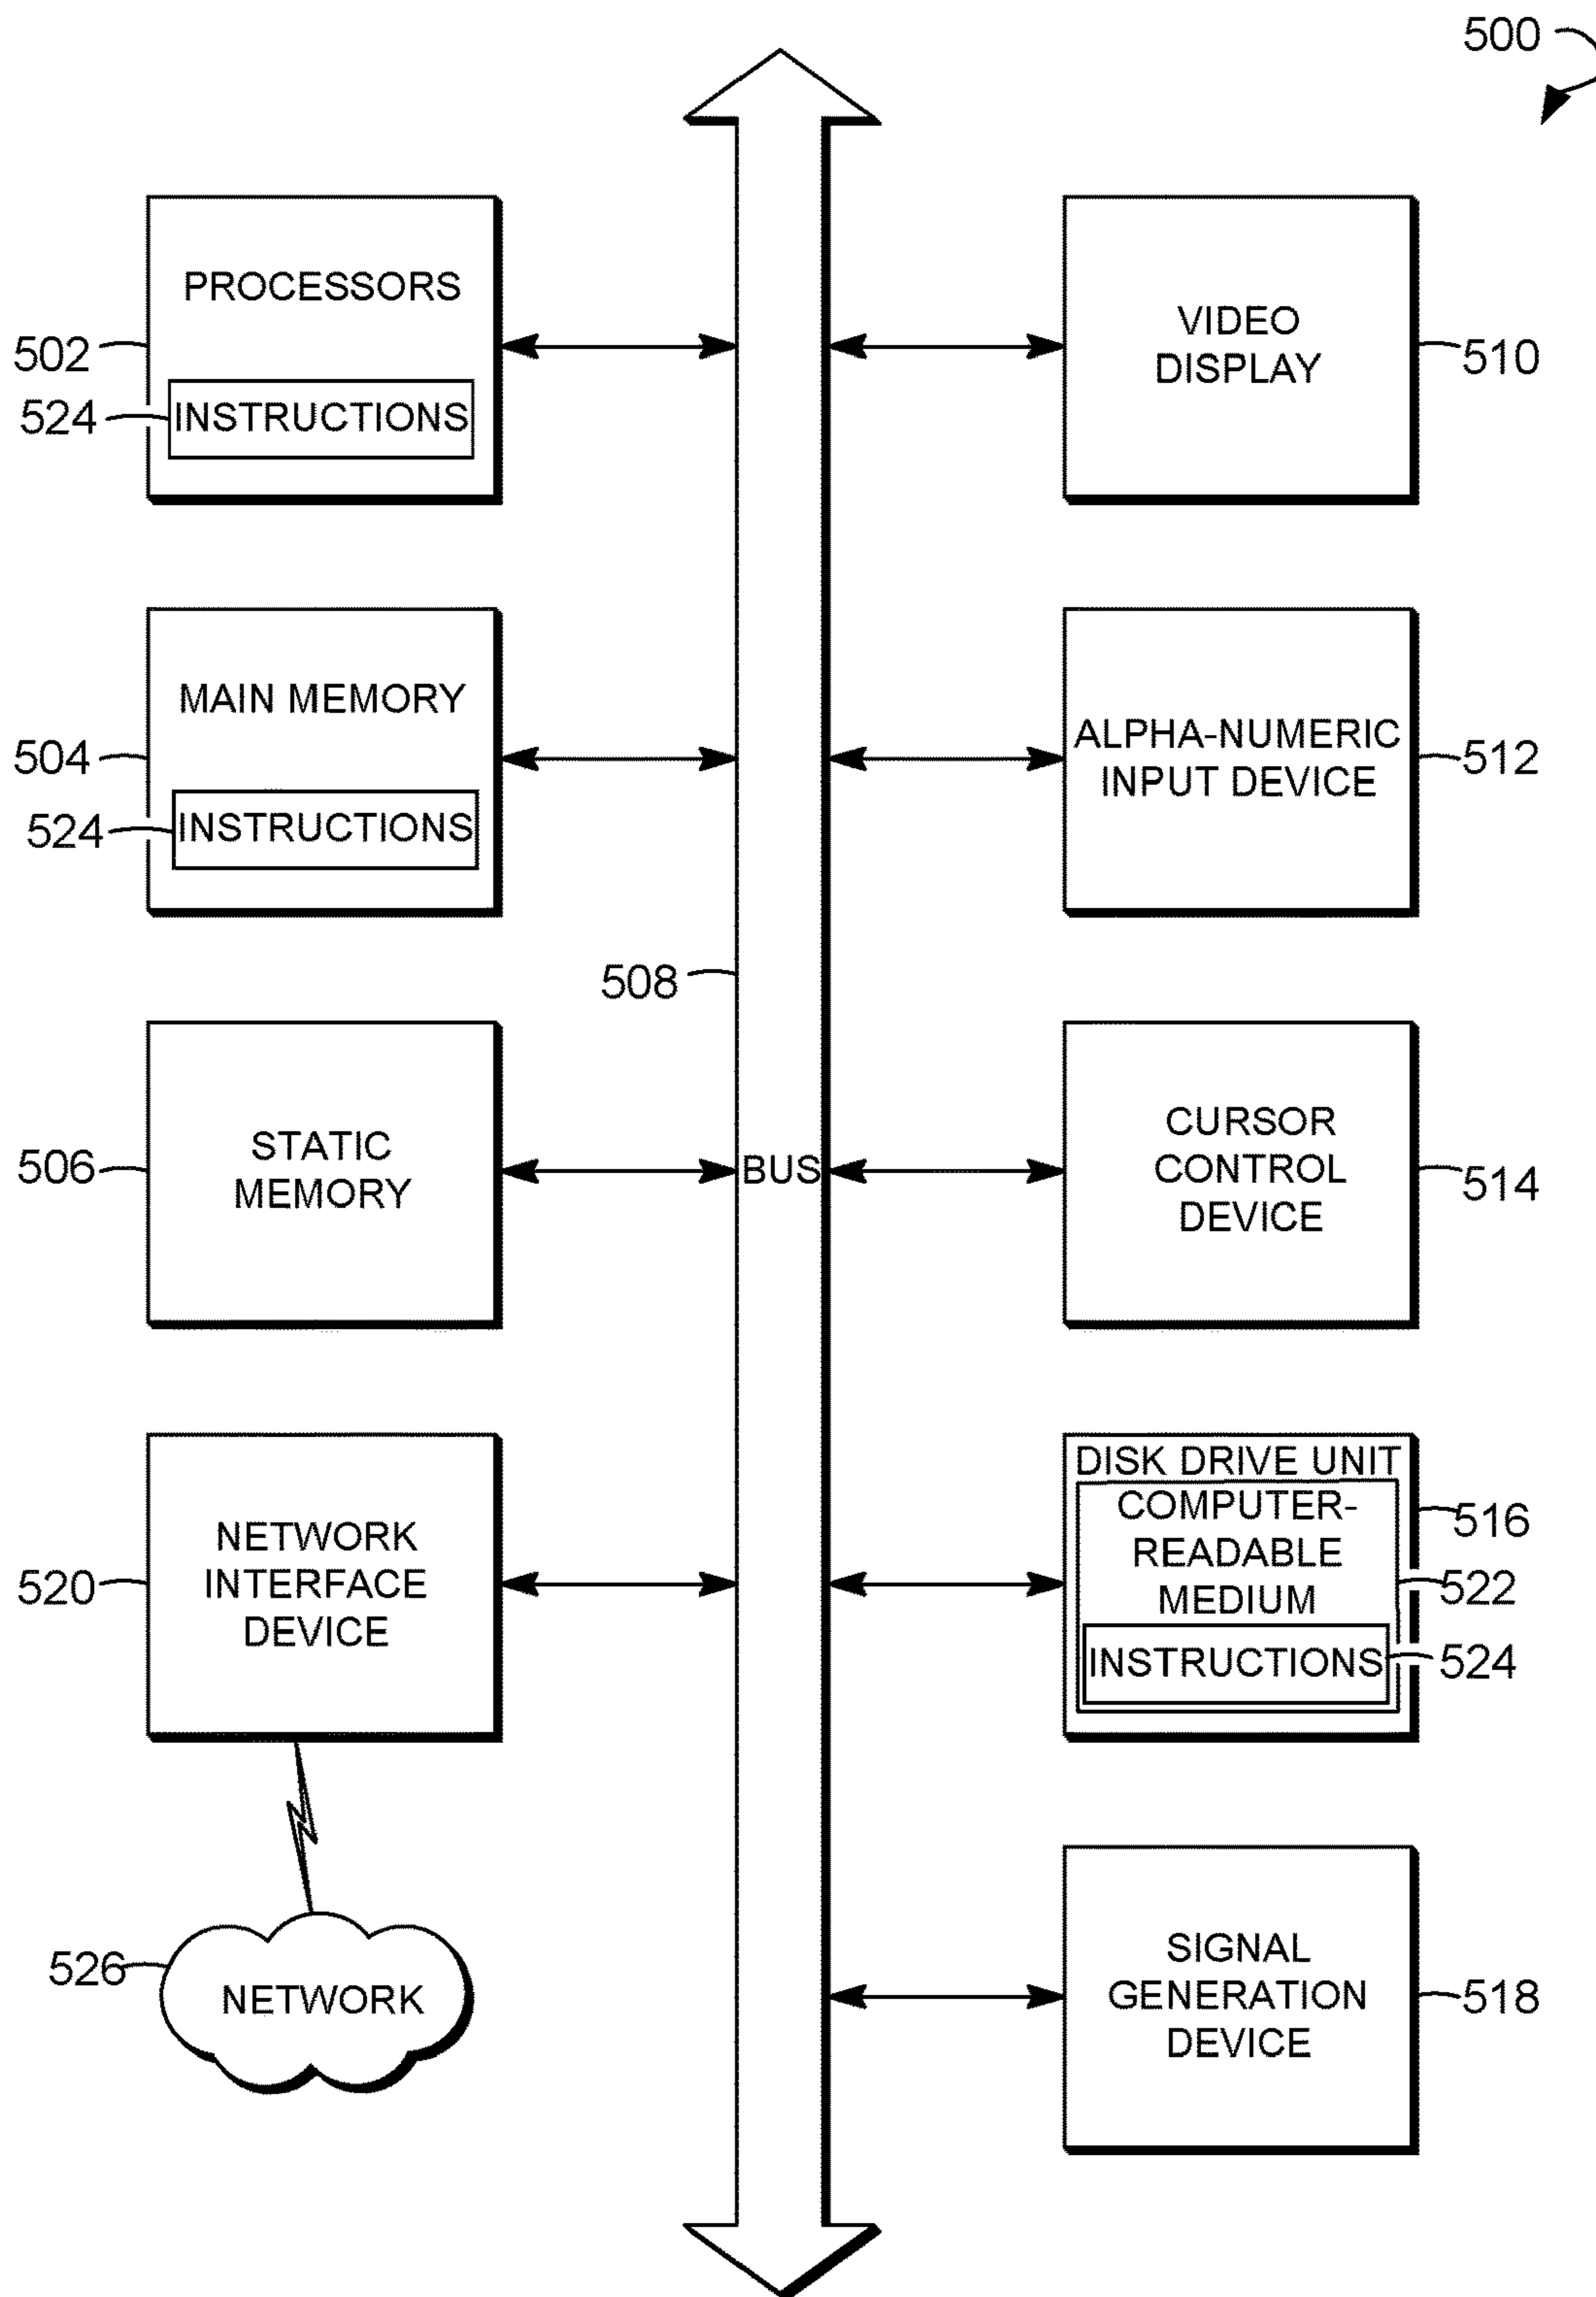 500
PROCESSORS
502
524
INSTRUCTIONS
VIDEO
DISPLAY
510
MAIN MEMORY
504
524
INSTRUCTIONS
ALPHA-NUMERIC
INPUT DEVICE
512
508
STATIC
MEMORY
506
BUS
CURSOR
CONTROL
DEVICE
514
NETWORK
INTERFACE
DEVICE
520
DISK DRIVE UNIT
COMPUTER-
READABLE
MEDIUM
INSTRUCTIONS
516
522
524
526
NETWORK
SIGNAL
GENERATION
DEVICE
518